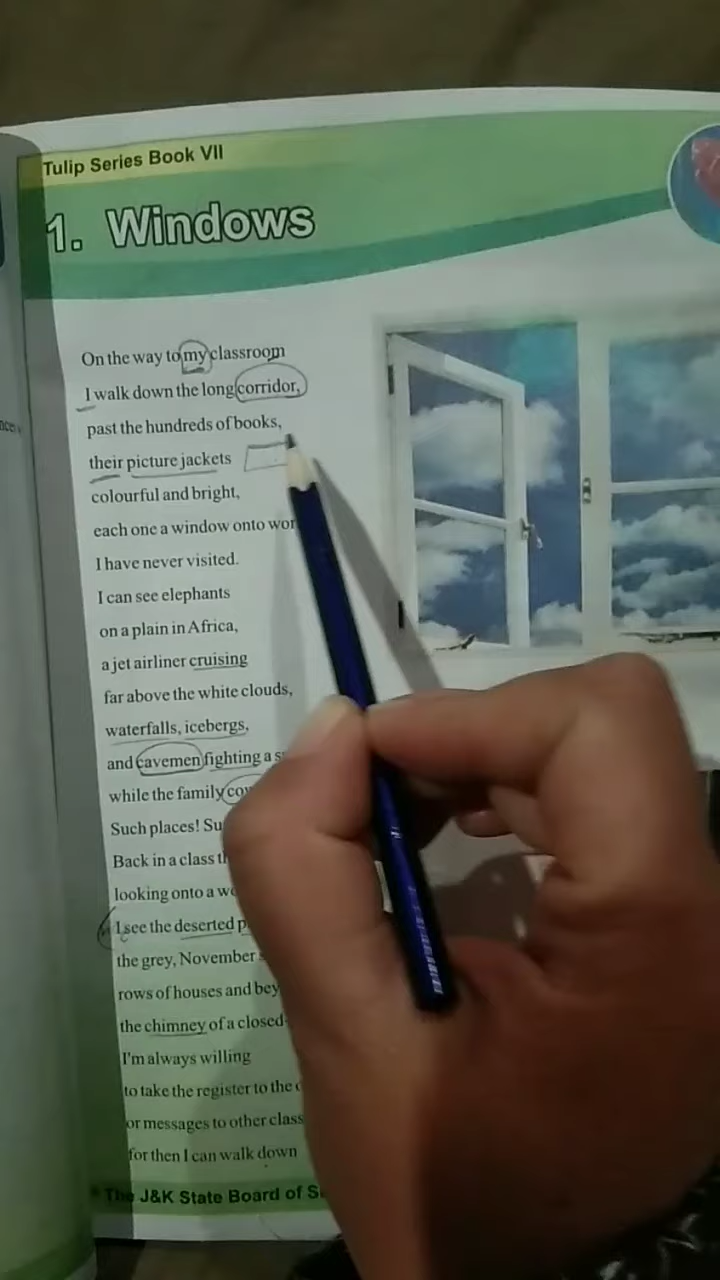 Tulip Series Book VII
1. Windows
On the way to my classroom
I walk down the long corridor,
past the hundreds of books,
their picture jackets
colourful and bright,
each one a window onto
I have never visited.
I can see elephants
on a plain in Africa,
a jet airliner cruising
far above the white clouds,
waterfalls, icebergs,
and cavemen fighting a
while the family
Such places!
Back in a class
looking onto a
I see the deserted
the grey, November
rows of houses and
the chimney of a closed-
I'm always willing
to take the register to the
or messages to other
for then I can walk down
The J&K State Board of